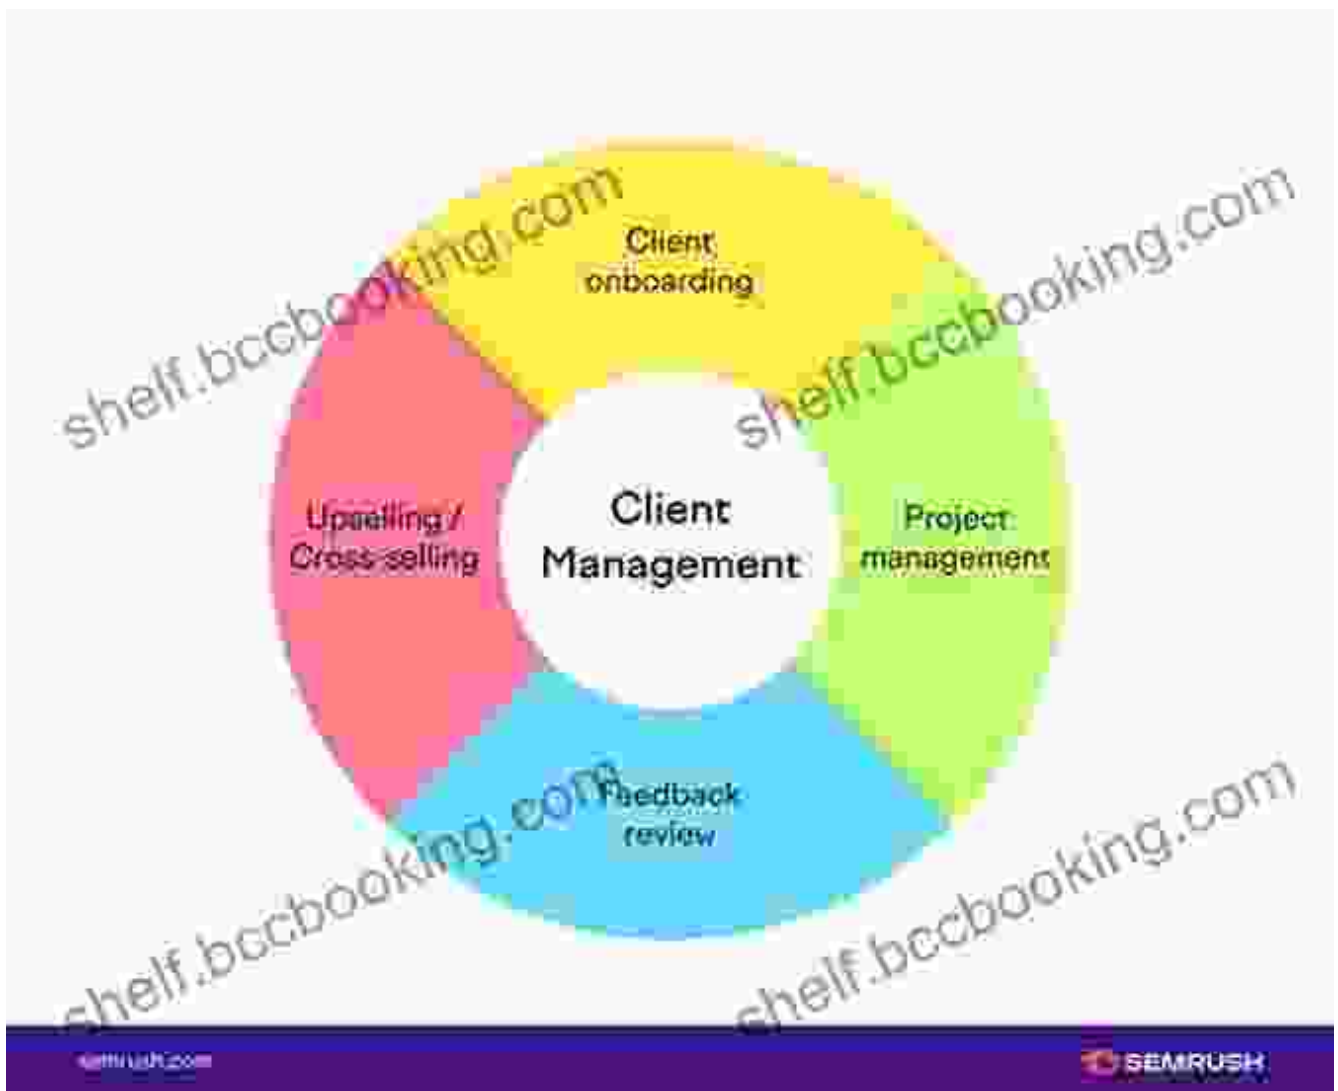 shelf.bccbooking.com
shelf.bccbooking.com
Client
onboarding
Upselling /
Cross-selling
Client
Management
Project
management
Feedback
review
shelf.bccbooking.com
shelf.bccbooking.com
semrush.com
SEMRUSH